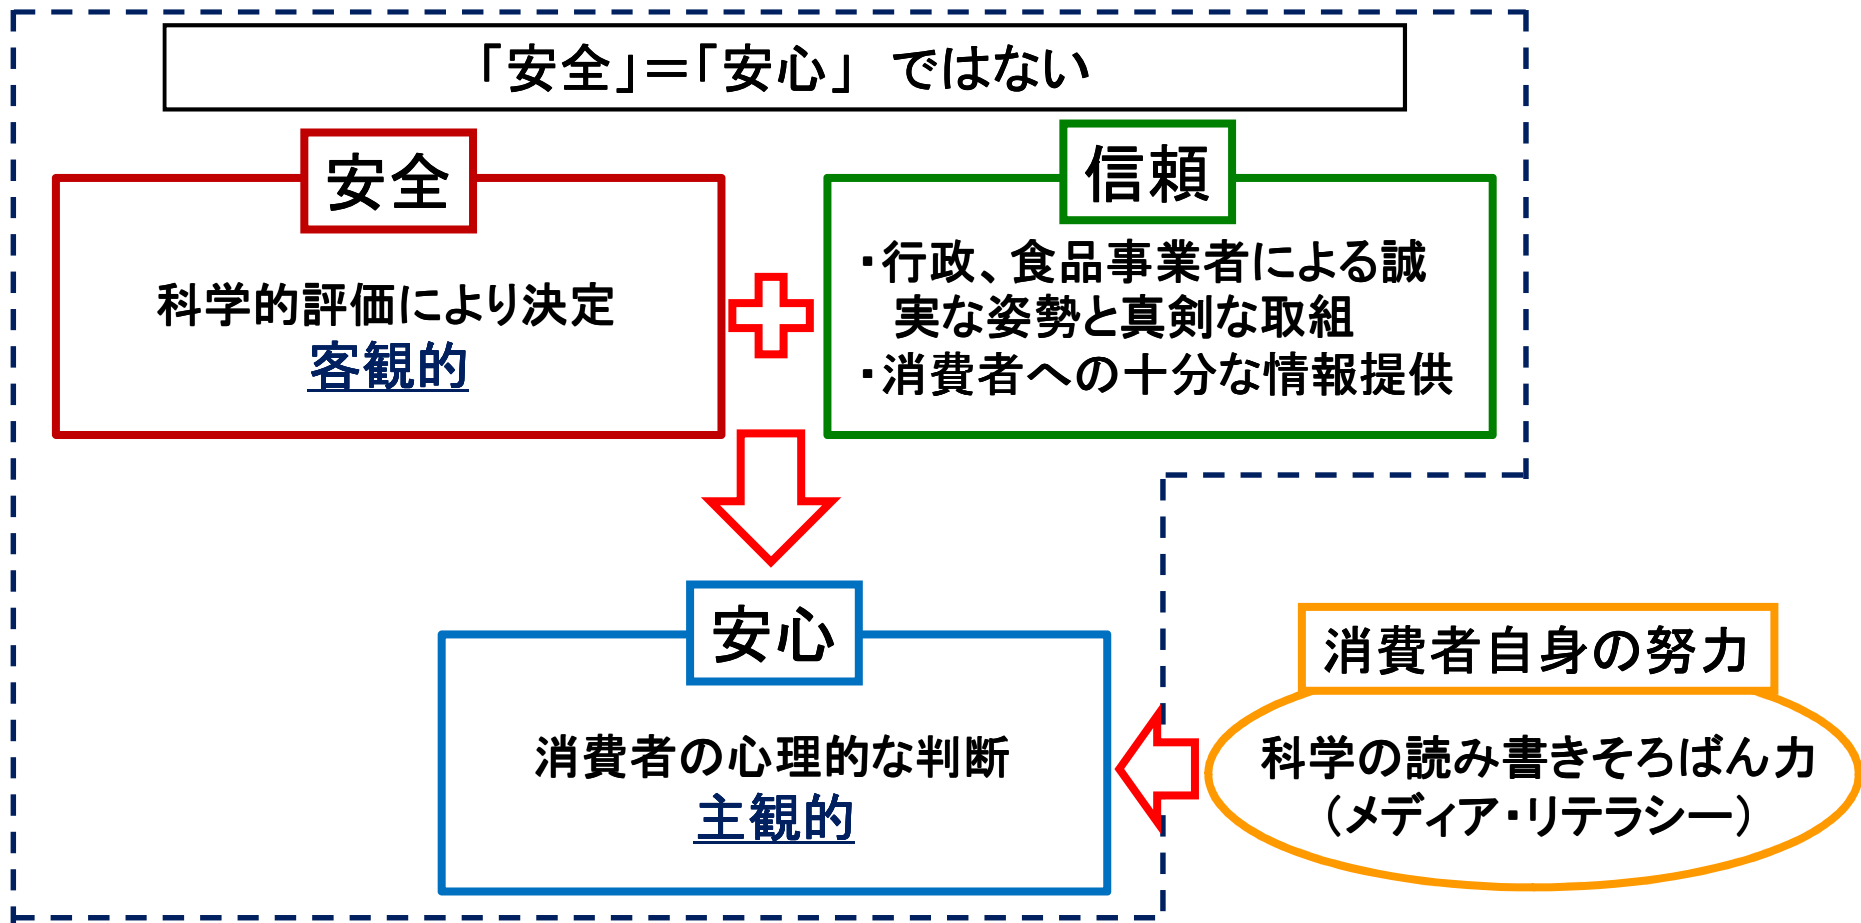 「安全」=「安心」 ではない
安全
科学的評価により決定
客観的
信頼
・行政、食品事業者による誠
実な姿勢と真剣な取組
・消費者への十分な情報提供
安心
消費者の心理的な判断
主観的
消費者自身の努力
科学の読み書きそろばん力
(メディア・リテラシー)